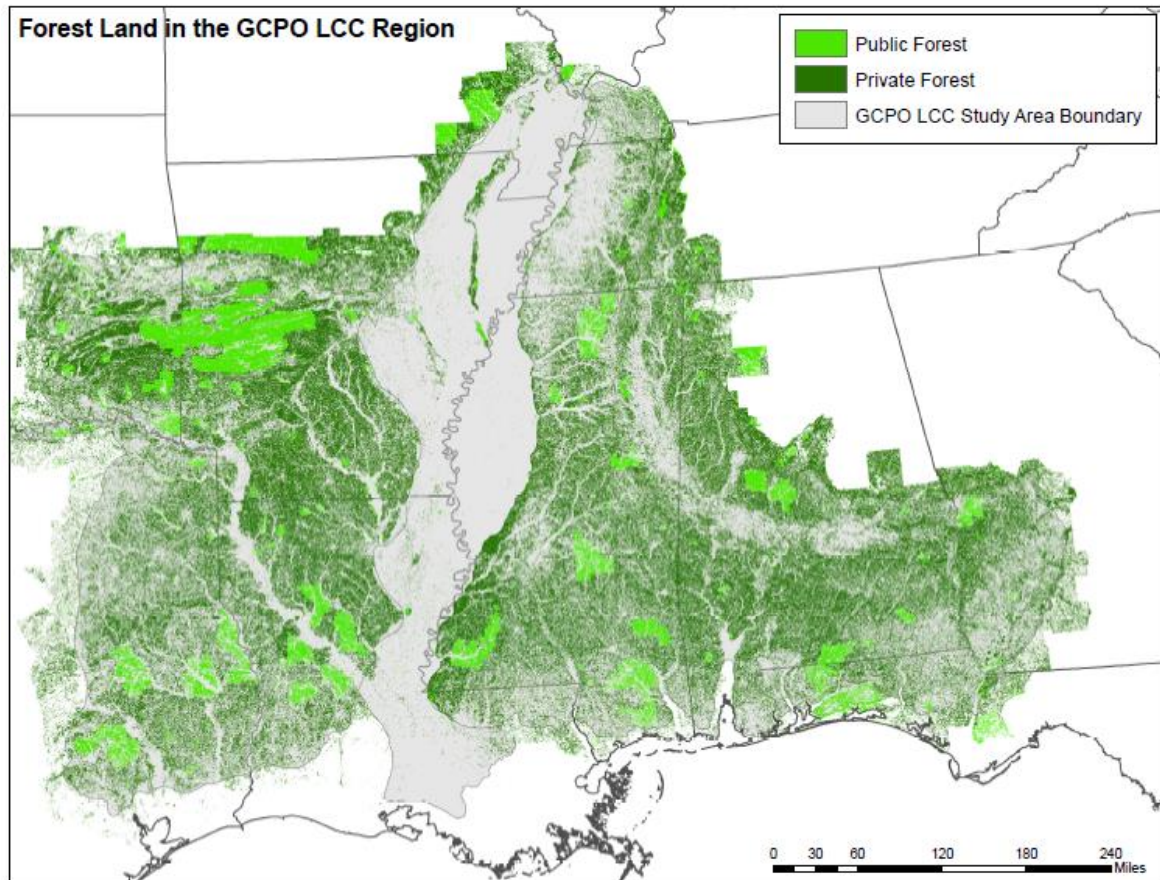 Forest Land in the GCPO LCC Region
Public Forest
Private Forest
GCPO LCC Study Area Boundary
0 15 30 60 120 180 240
Miles